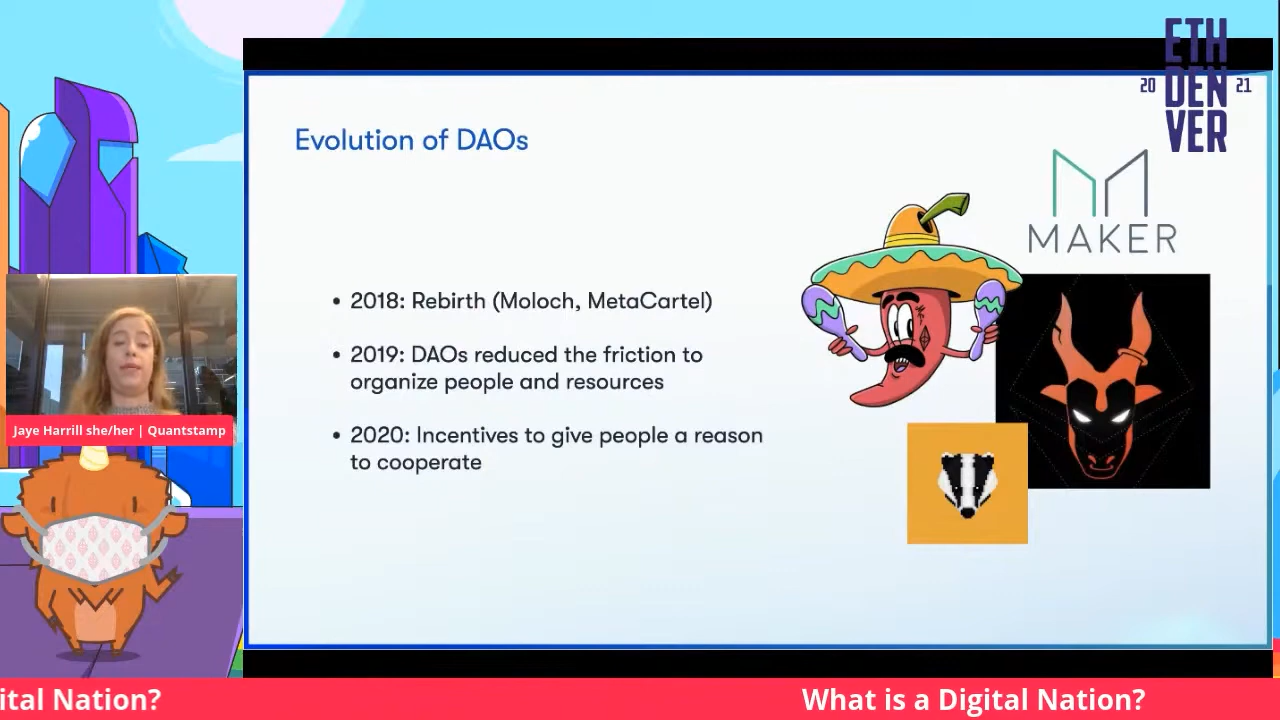 ETH
20 DEN 21
VER
Evolution of DAOs
MAKER
• 2018: Rebirth (Moloch, MetaCartel)
• 2019: DAOs reduced the friction to
organize people and resources
• 2020: Incentives to give people a reason
to cooperate
Jaye Harrill she/her | Quantstamp
ital Nation?
What is a Digital Nation?